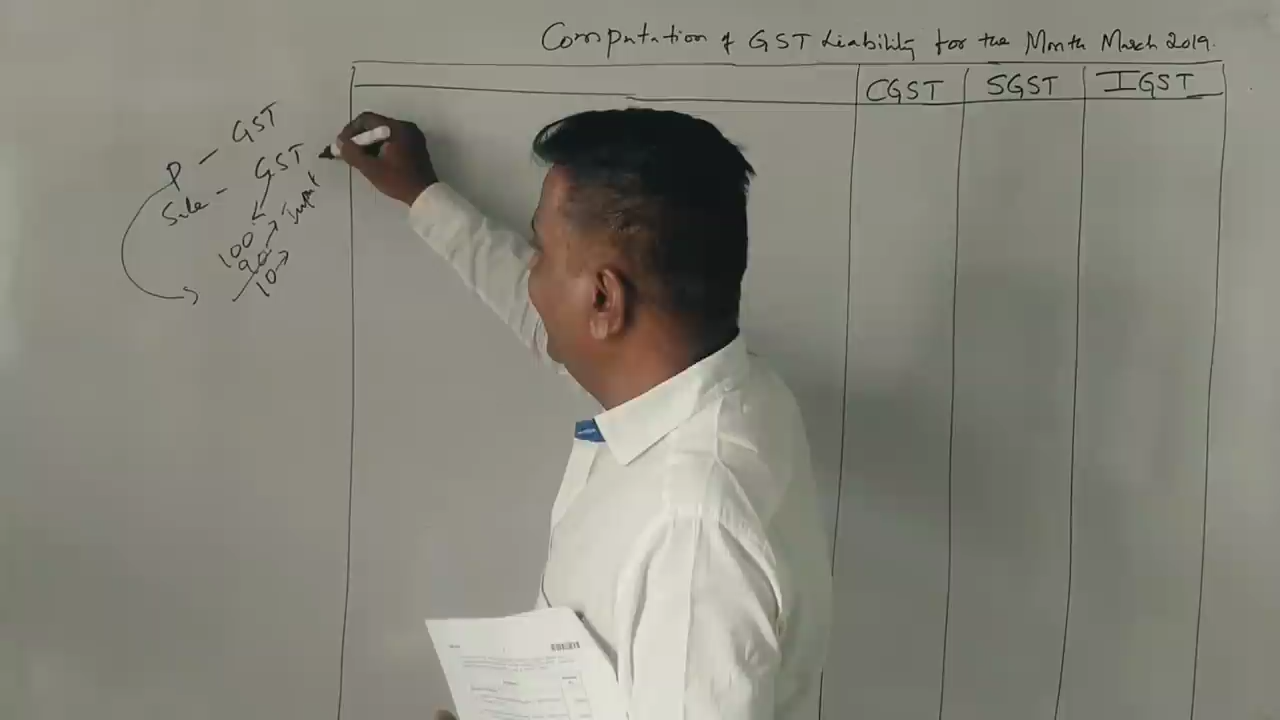 Computation of GST Liability for the Month March 2019.
CGST SGST IGST
P - GST
Sale - GST
100
90 → Input
10 →